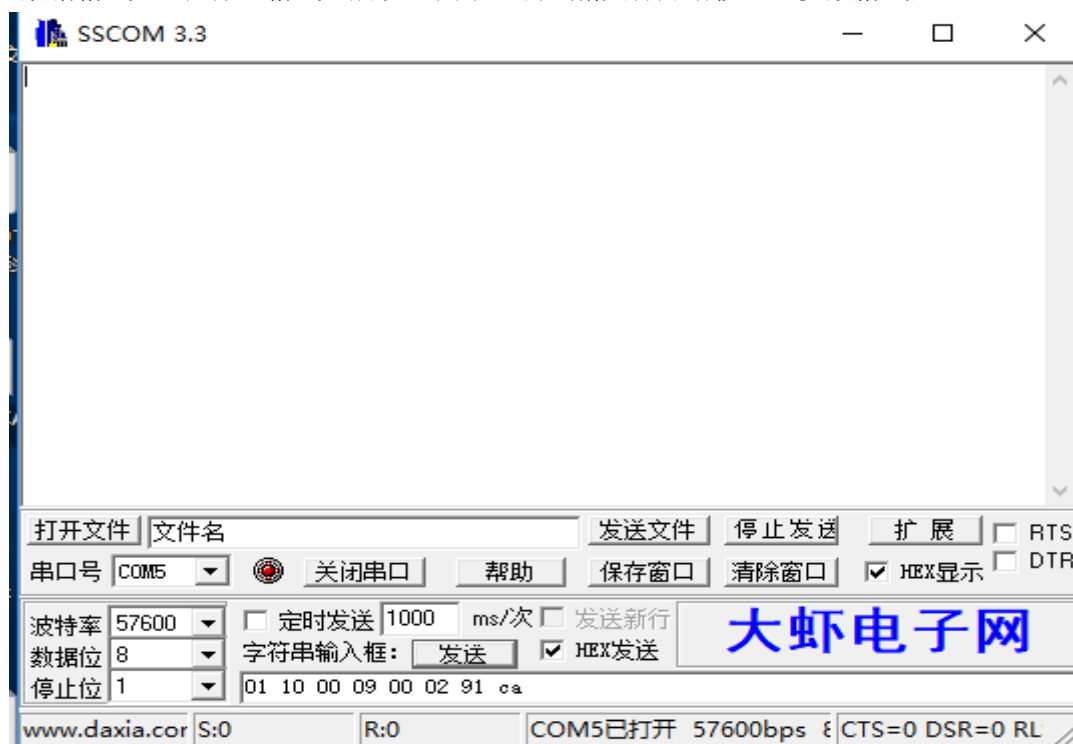 SSCOM 3.3
打开文件 文件名 发送文件 停止发送 扩展 RTS
串口号 COM5 关闭串口 帮助 保存窗口 清除窗口 HEX显示 DTR
波特率 57600 定时发送 1000 ms/次 发送新行 大虾电子网
数据位 8 字符串输入框： 发送 HEX发送
停止位 1 01 10 00 09 00 02 91 ca
www.daxia.cor S:0 R:0 COM5已打开 57600bps 8 CTS=0 DSR=0 RL